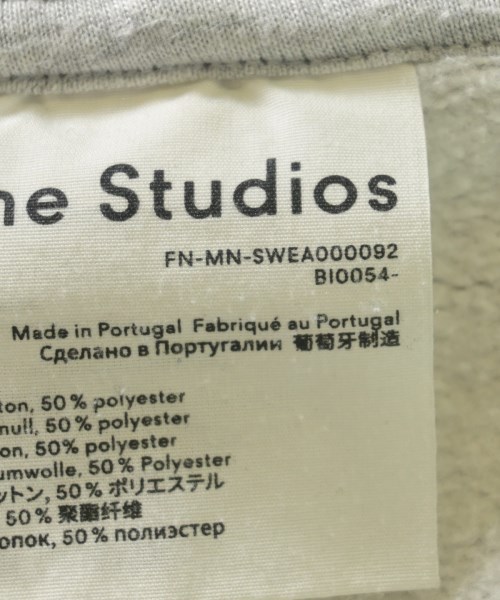 ne Studios
FN-MN-SWEA000092
BI0054-
Made in Portugal Fabriqué au Portugal
Сделано в Португалии 葡萄牙制造
ton, 50% polyester
mull, 50% polyester
on, 50% polyester
umwolle, 50% Polyester
ットン, 50% ポリエステル
50% 聚酯纤维
опок, 50% полиэстер